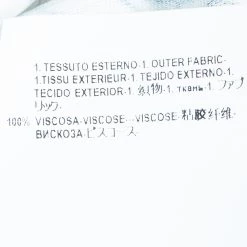 1. TESSUTO ESTERNO·1. OUTER FABRIC·
1.TISSU EXTERIEUR·1. TEJIDO EXTERNO·1.
TECIDO EXTERIOR·1. 织物·1. ткань·1. ファブ
リック
100% VISCOSA·VISCOSE· ·VISCOSE·粘胶纤维·
ВИСКОЗА·ビスコース